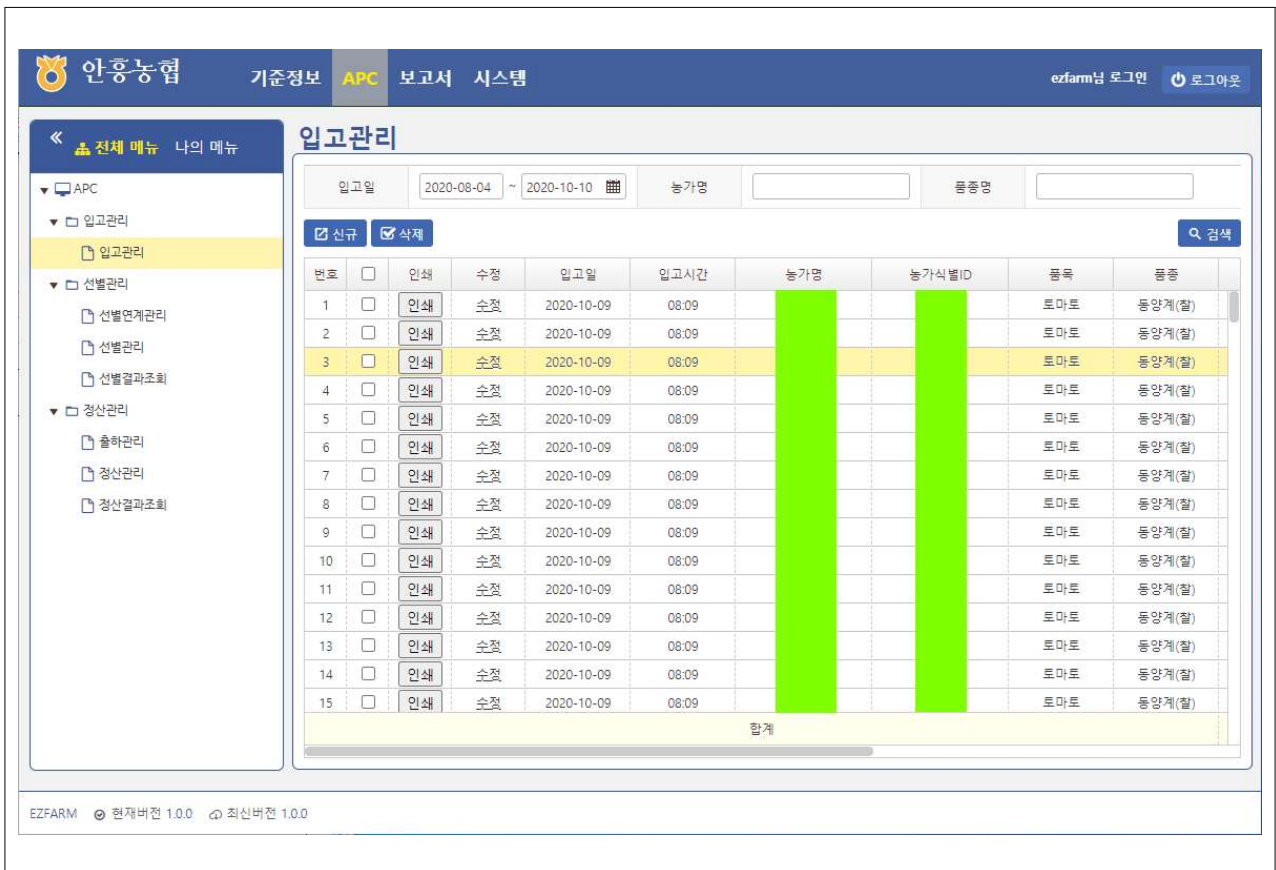 안흥농협 기준정보 APC 보고서 시스템 ezfarm님 로그인 로그아웃
« 전체 메뉴 나의 메뉴
APC
입고관리
입고관리
선별관리
선별연계관리
선별관리
선별결과조회
정산관리
출하관리
정산관리
정산결과조회
입고관리
입고일 2020-08-04 ~ 2020-10-10 농가명 품종명
신규 삭제 검색
번호 인쇄 수정 입고일 입고시간 농가명 농가식별ID 품목 품종
1 인쇄 수정 2020-10-09 08:09 토마토 동양계(찰)
2 인쇄 수정 2020-10-09 08:09 토마토 동양계(찰)
3 인쇄 수정 2020-10-09 08:09 토마토 동양계(찰)
4 인쇄 수정 2020-10-09 08:09 토마토 동양계(찰)
5 인쇄 수정 2020-10-09 08:09 토마토 동양계(찰)
6 인쇄 수정 2020-10-09 08:09 토마토 동양계(찰)
7 인쇄 수정 2020-10-09 08:09 토마토 동양계(찰)
8 인쇄 수정 2020-10-09 08:09 토마토 동양계(찰)
9 인쇄 수정 2020-10-09 08:09 토마토 동양계(찰)
10 인쇄 수정 2020-10-09 08:09 토마토 동양계(찰)
11 인쇄 수정 2020-10-09 08:09 토마토 동양계(찰)
12 인쇄 수정 2020-10-09 08:09 토마토 동양계(찰)
13 인쇄 수정 2020-10-09 08:09 토마토 동양계(찰)
14 인쇄 수정 2020-10-09 08:09 토마토 동양계(찰)
15 인쇄 수정 2020-10-09 08:09 토마토 동양계(찰)
합계
EZFARM 현재버전 1.0.0 최신버전 1.0.0